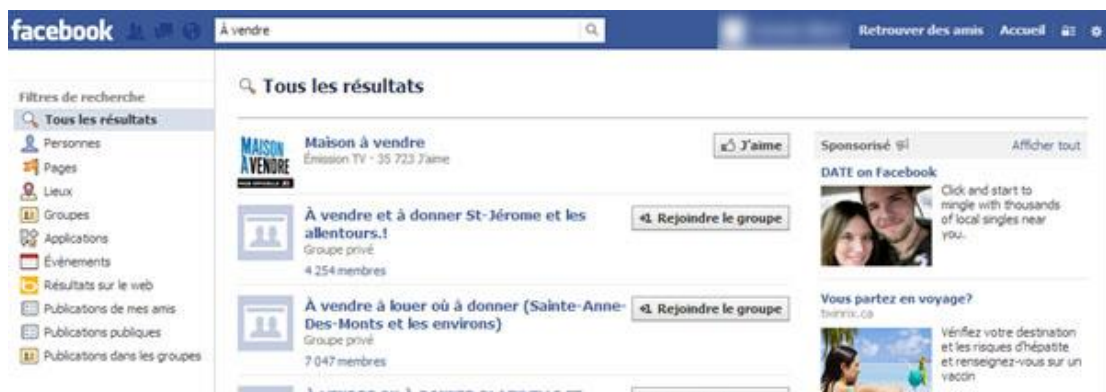 facebook
À vendre
Retrouver des amis Accueil
Filtres de recherche
Tous les résultats
Personnes
Pages
Lieux
Groupes
Applications
Événements
Résultats sur le web
Publications de mes amis
Publications publiques
Publications dans les groupes
Tous les résultats
MAISON
À VENDRE
Maison à vendre
Émission TV · 35 723 J'aime
J'aime
À vendre et à donner St-Jérome et les
allentours.!
Groupe privé
4 254 membres
+1 Rejoindre le groupe
À vendre à louer où à donner (Sainte-Anne-
Des-Monts et les environs)
Groupe privé
7 047 membres
+1 Rejoindre le groupe
Sponsorisé
Afficher tout
DATE on Facebook
Click and start to
mingle with thousands
of local singles near
you.
Vous partez en voyage?
twinrix.ca
Vérifiez votre destination
et les risques d'hépatite
et renseignez-vous sur un
vaccin